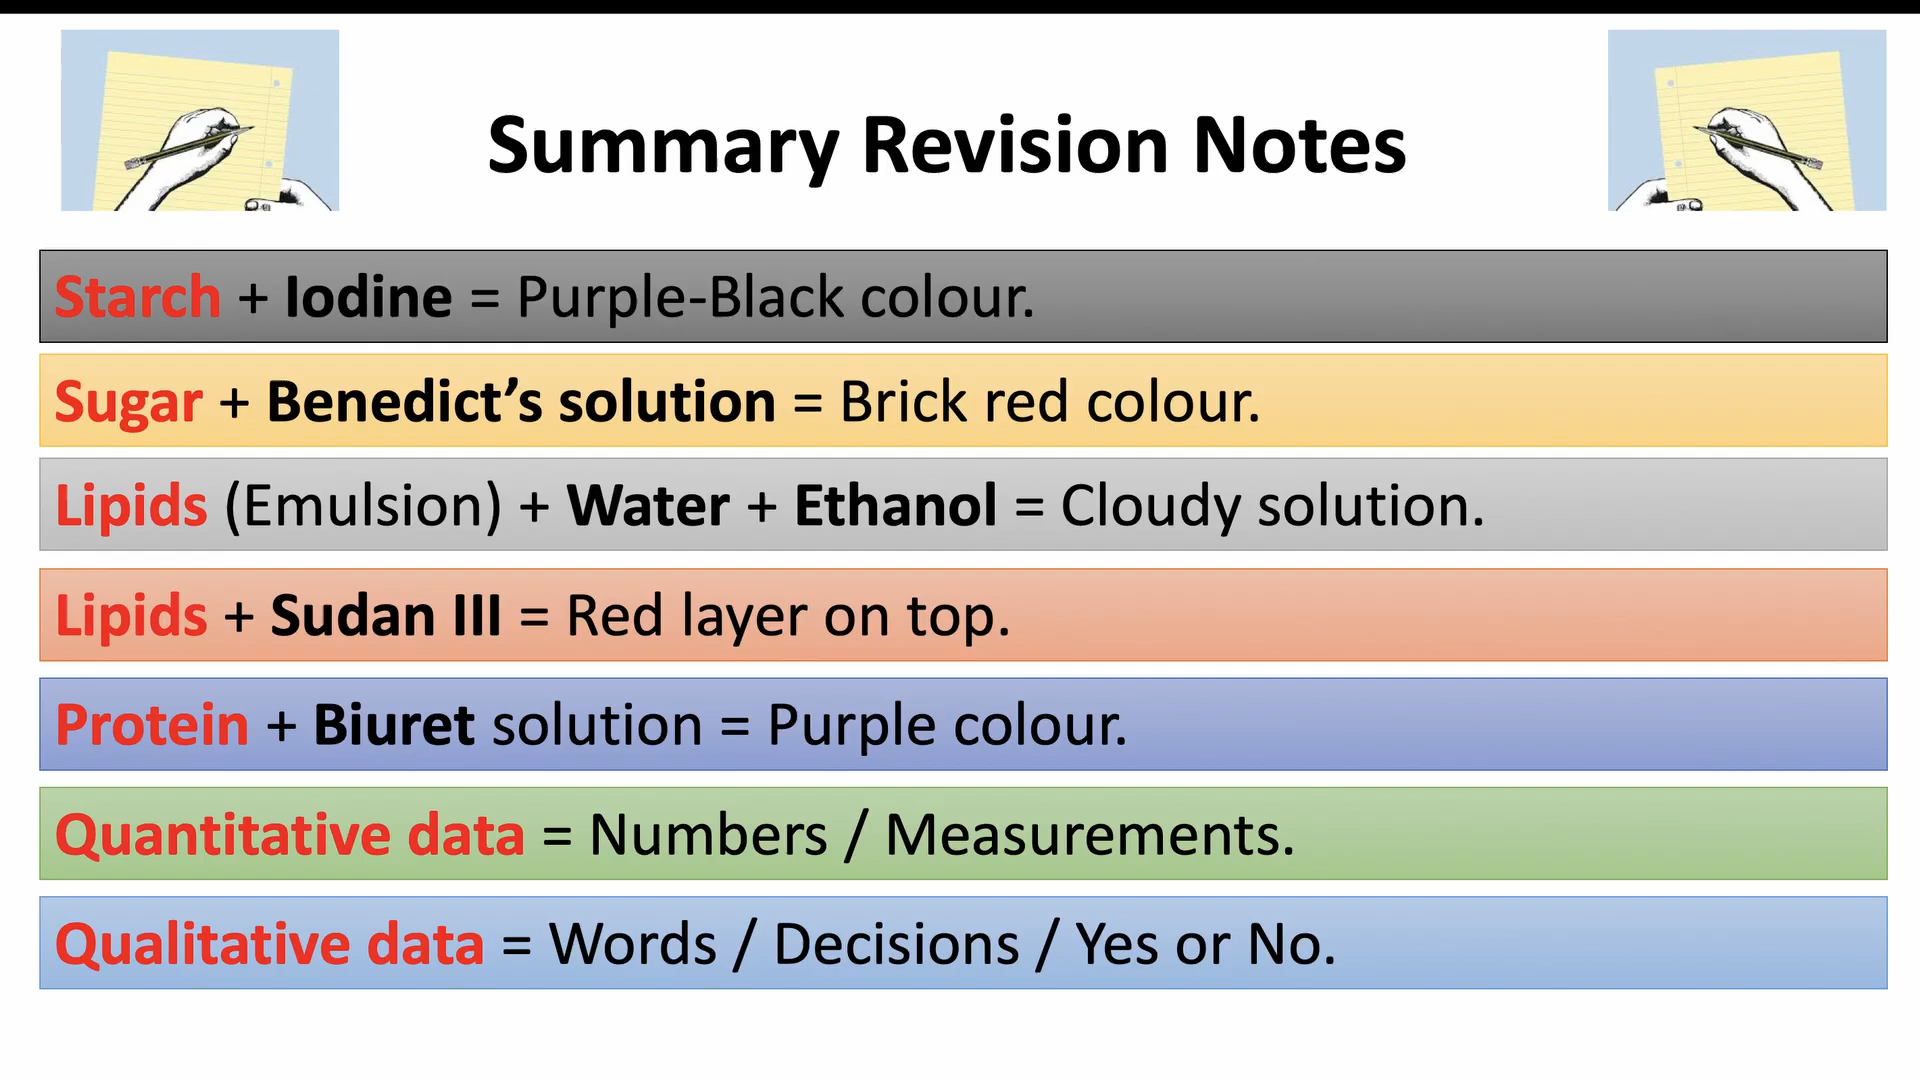 Summary Revision Notes
Starch + Iodine = Purple-Black colour.
Sugar + Benedict’s solution = Brick red colour.
Lipids (Emulsion) + Water + Ethanol = Cloudy solution.
Lipids + Sudan III = Red layer on top.
Protein + Biuret solution = Purple colour.
Quantitative data = Numbers / Measurements.
Qualitative data = Words / Decisions / Yes or No.